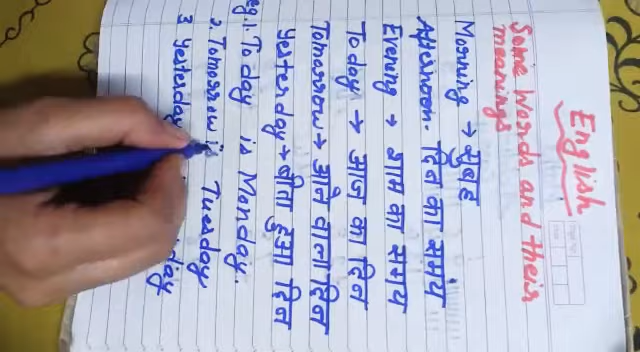 English
Some Words and their
meanings
Morning → सुबह
Afternoon - दिन का समय
Evening → शाम का समय
Today → आज का दिन
Tomorrow → आने वाला दिन
Yesterday → बीता हुआ दिन
eg. 1. Today is Monday.
2. Tomorrow is Tuesday
3 Yesterday day